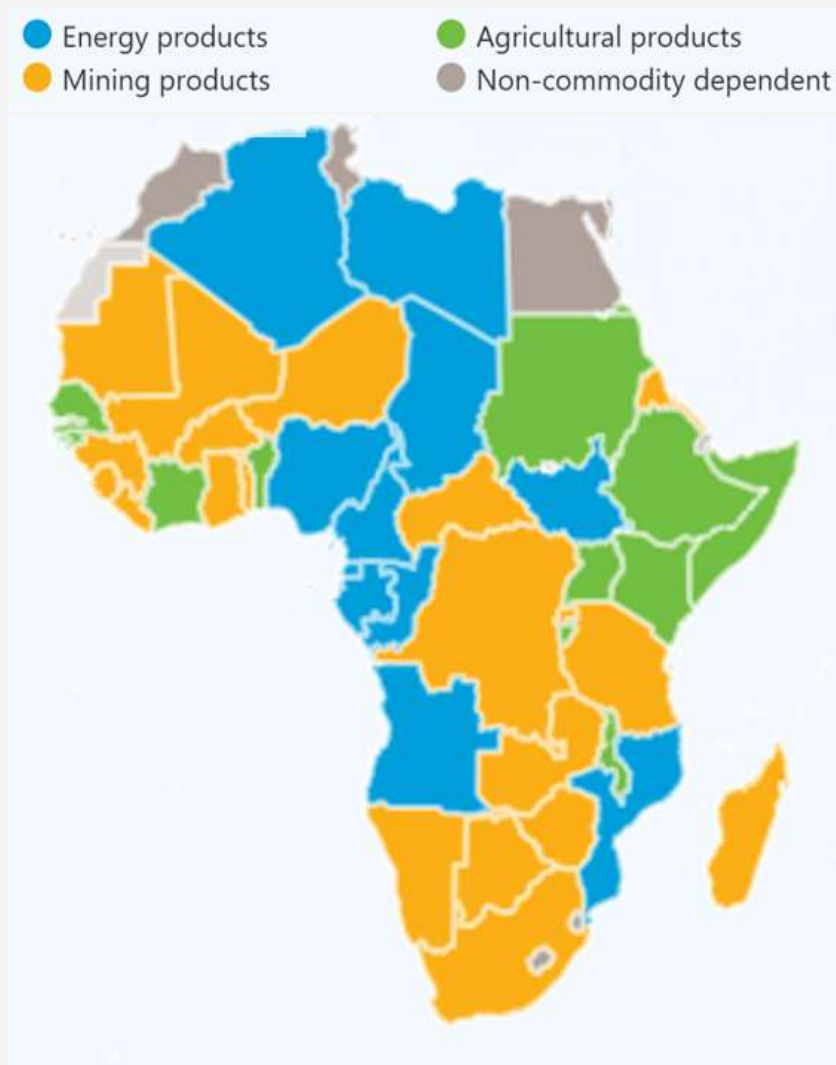 Energy products
Agricultural products
Mining products
Non-commodity dependent